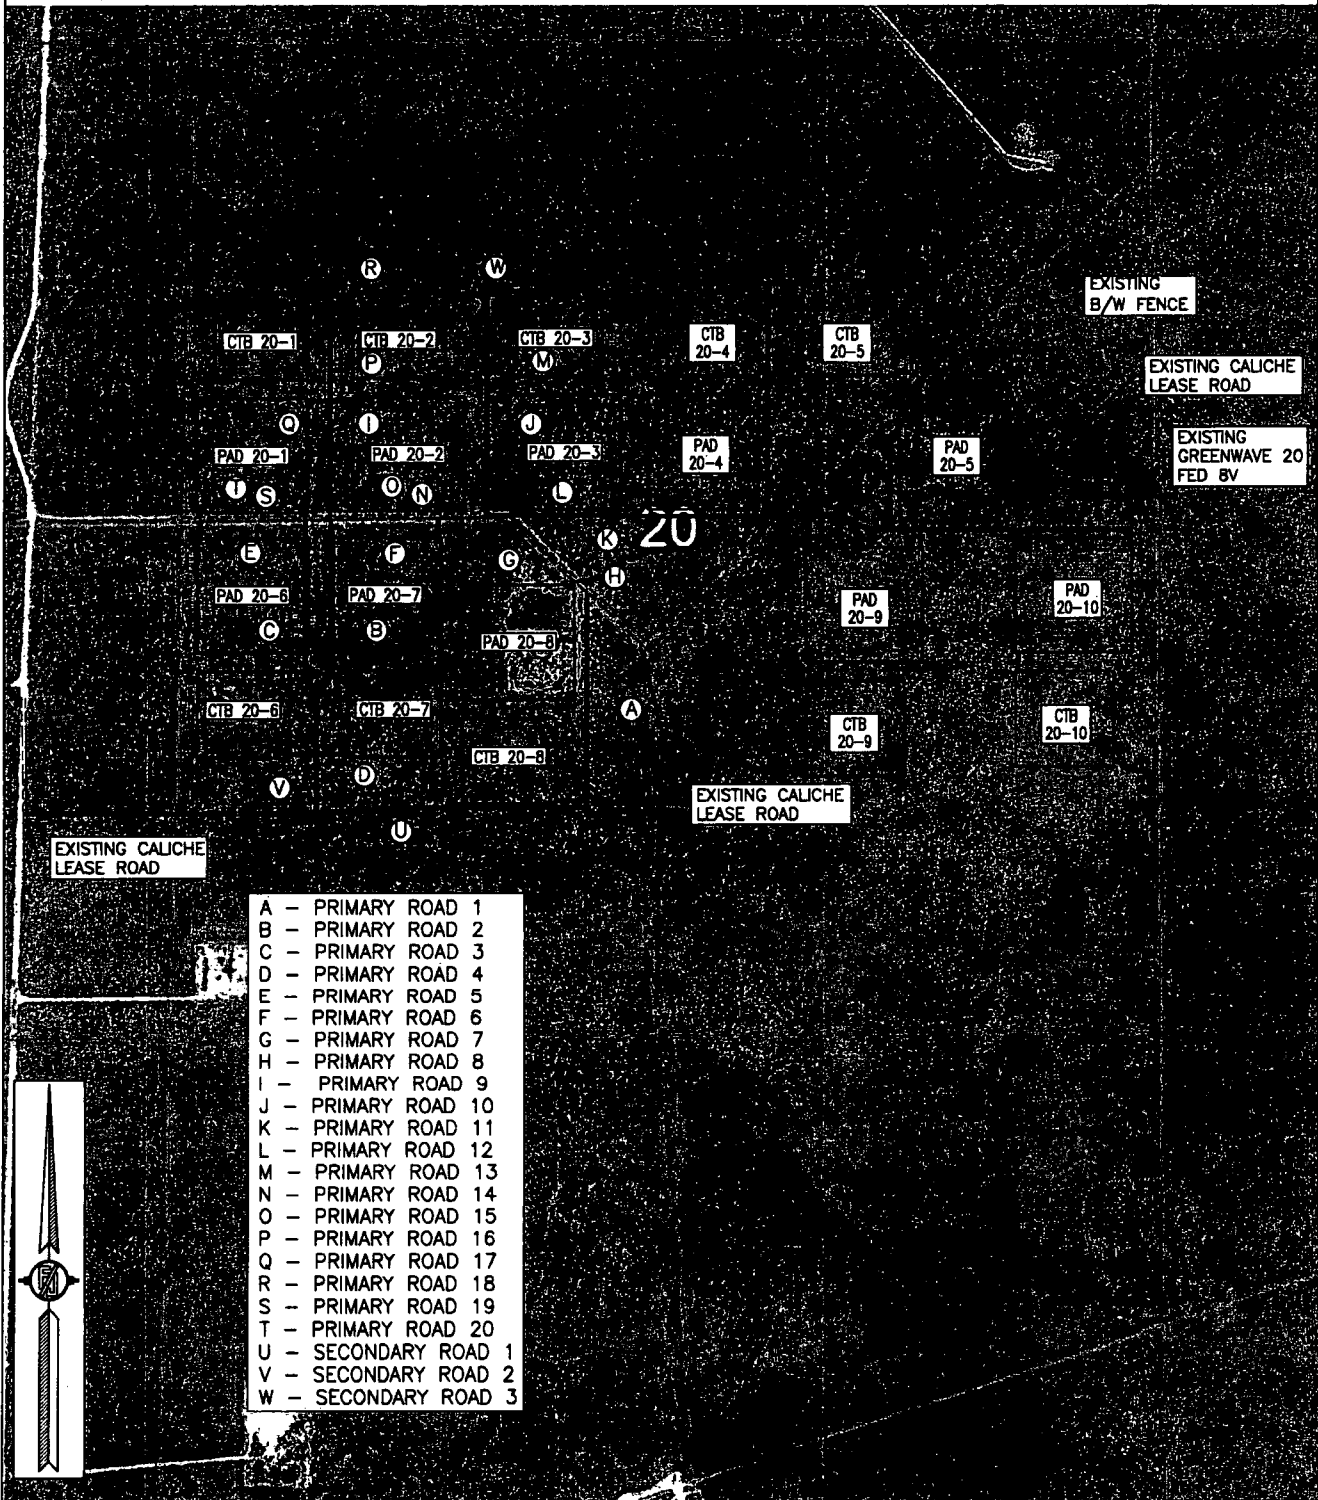 R
W
EXISTING
B/W FENCE
CTB 20-1
CTB 20-2
CTB 20-3
CTB
20-4
CTB
20-5
P
M
EXISTING CALICHE
LEASE ROAD
Q
I
J
PAD 20-1
PAD 20-2
PAD 20-3
PAD
20-4
PAD
20-5
EXISTING
GREENWAVE 20
FED 8V
T
S
O
N
L
20
K
E
F
G
H
PAD 20-6
PAD 20-7
PAD
20-9
PAD
20-10
C
B
PAD 20-8
CTB 20-6
CTB 20-7
A
CTB
20-9
CTB
20-10
CTB 20-8
V
D
EXISTING CALICHE
LEASE ROAD
U
EXISTING CALICHE
LEASE ROAD
A - PRIMARY ROAD 1
B - PRIMARY ROAD 2
C - PRIMARY ROAD 3
D - PRIMARY ROAD 4
E - PRIMARY ROAD 5
F - PRIMARY ROAD 6
G - PRIMARY ROAD 7
H - PRIMARY ROAD 8
I - PRIMARY ROAD 9
J - PRIMARY ROAD 10
K - PRIMARY ROAD 11
L - PRIMARY ROAD 12
M - PRIMARY ROAD 13
N - PRIMARY ROAD 14
O - PRIMARY ROAD 15
P - PRIMARY ROAD 16
Q - PRIMARY ROAD 17
R - PRIMARY ROAD 18
S - PRIMARY ROAD 19
T - PRIMARY ROAD 20
U - SECONDARY ROAD 1
V - SECONDARY ROAD 2
W - SECONDARY ROAD 3